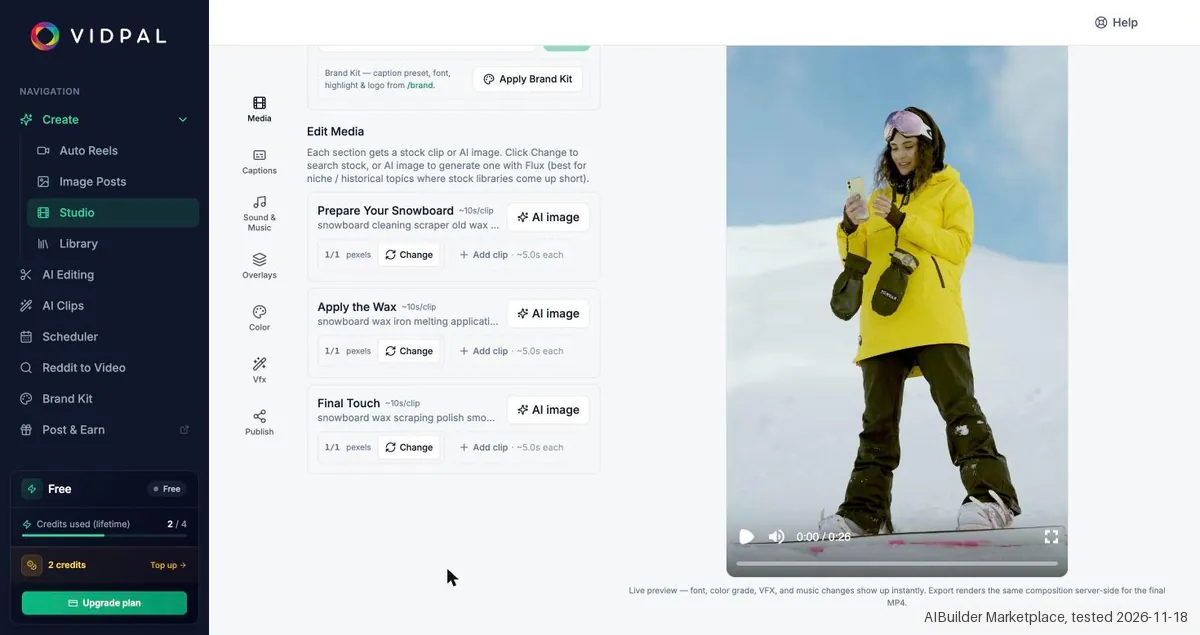 VIDPAL
Help
NAVIGATION
Create
Auto Reels
Image Posts
Studio
Library
AI Editing
AI Clips
Scheduler
Reddit to Video
Brand Kit
Post & Earn
Free
Free
Credits used (lifetime)
2 / 4
2 credits
Top up →
Upgrade plan
Media
Captions
Sound &
Music
Overlays
Color
Vfx
Publish
Brand Kit — caption preset, font,
highlight & logo from /brand.
Apply Brand Kit
Edit Media
Each section gets a stock clip or AI image. Click Change to
search stock, or AI image to generate one with Flux (best for
niche / historical topics where stock libraries come up short).
Prepare Your Snowboard ~10s/clip
snowboard cleaning scraper old wax ...
AI image
1/1 pexels
Change
+ Add clip · ~5.0s each
Apply the Wax ~10s/clip
snowboard wax iron melting applicati...
AI image
1/1 pexels
Change
+ Add clip · ~5.0s each
Final Touch ~10s/clip
snowboard wax scraping polish smo...
AI image
1/1 pexels
Change
+ Add clip · ~5.0s each
0:00 / 0:26
Live preview — font, color grade, VFX, and music changes show up instantly. Export renders the same composition server-side for the final
MP4.
AIBuilder Marketplace, tested 2026-11-18